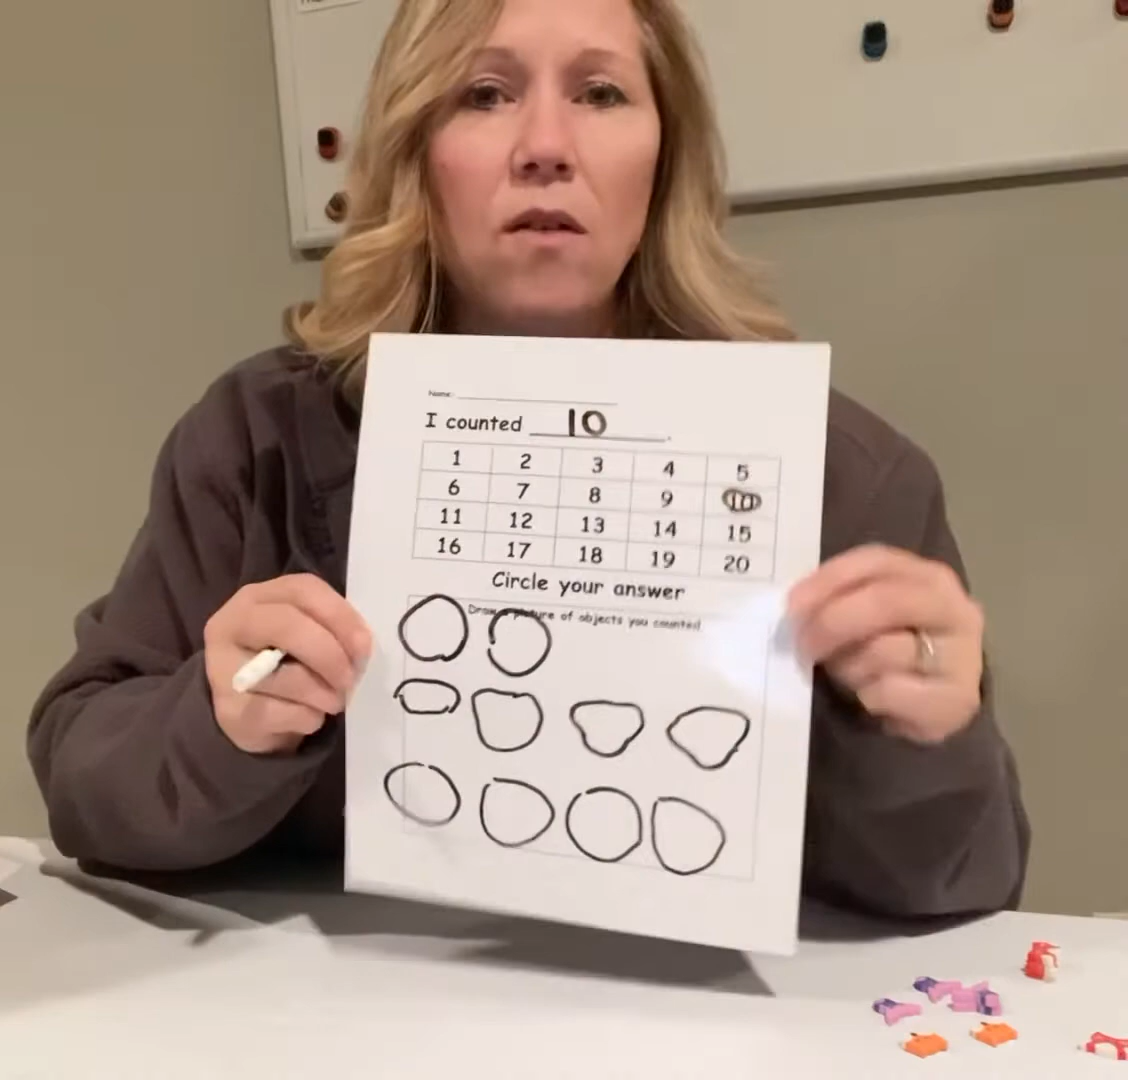 Name:
I counted 10.
1 2 3 4 5
6 7 8 9 10
11 12 13 14 15
16 17 18 19 20
Circle your answer
Draw a picture of objects you counted.